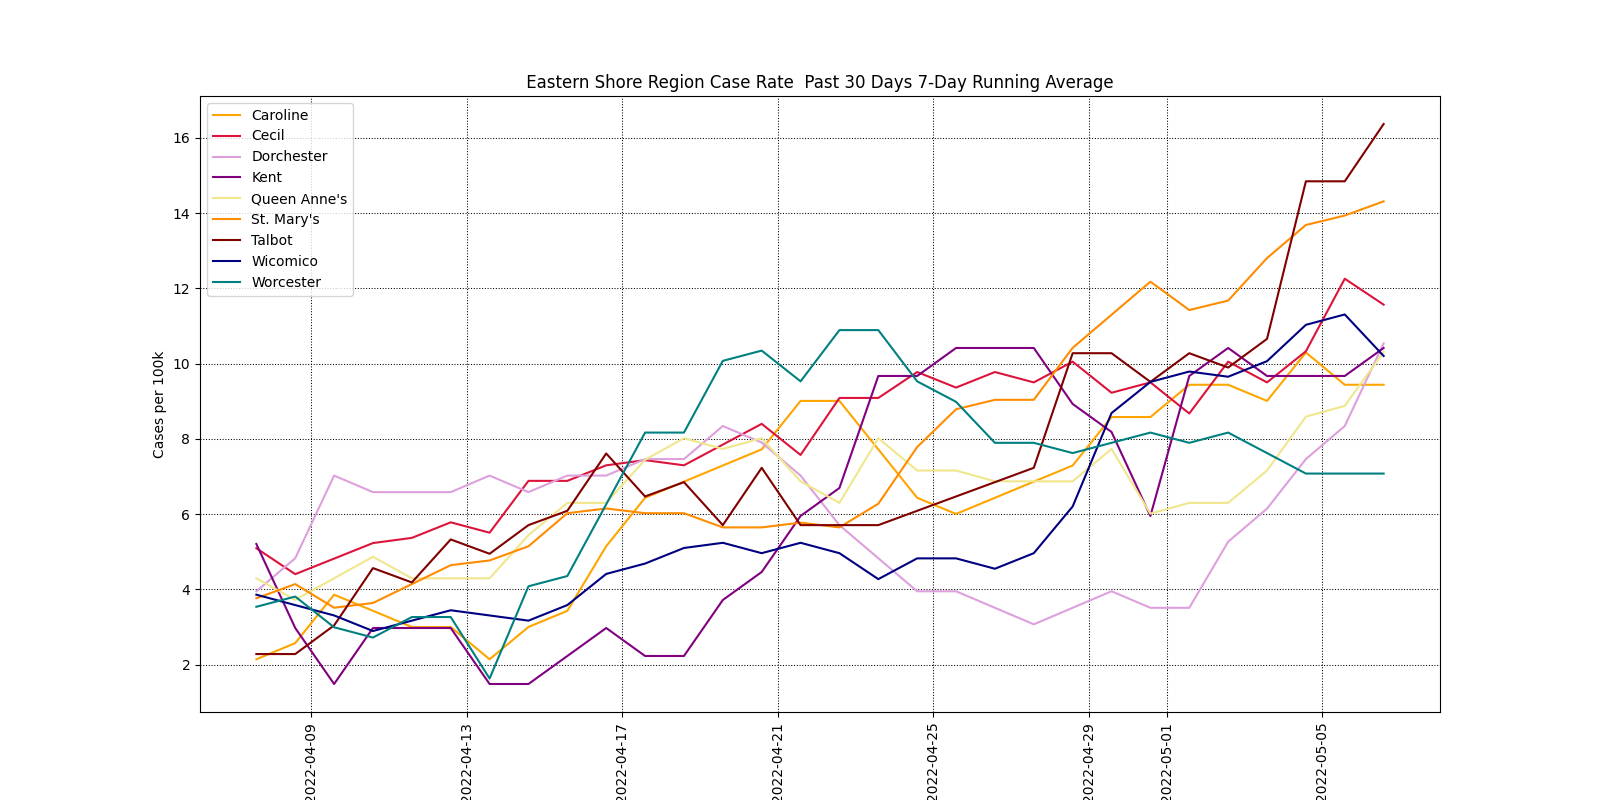 Eastern Shore Region Case Rate  Past 30 Days 7-Day Running Average
Cases per 100k
16
14
12
10
8
6
4
2
Caroline
Cecil
Dorchester
Kent
Queen Anne's
St. Mary's
Talbot
Wicomico
Worcester
2022-04-09
2022-04-13
2022-04-17
2022-04-21
2022-04-25
2022-04-29
2022-05-01
2022-05-05